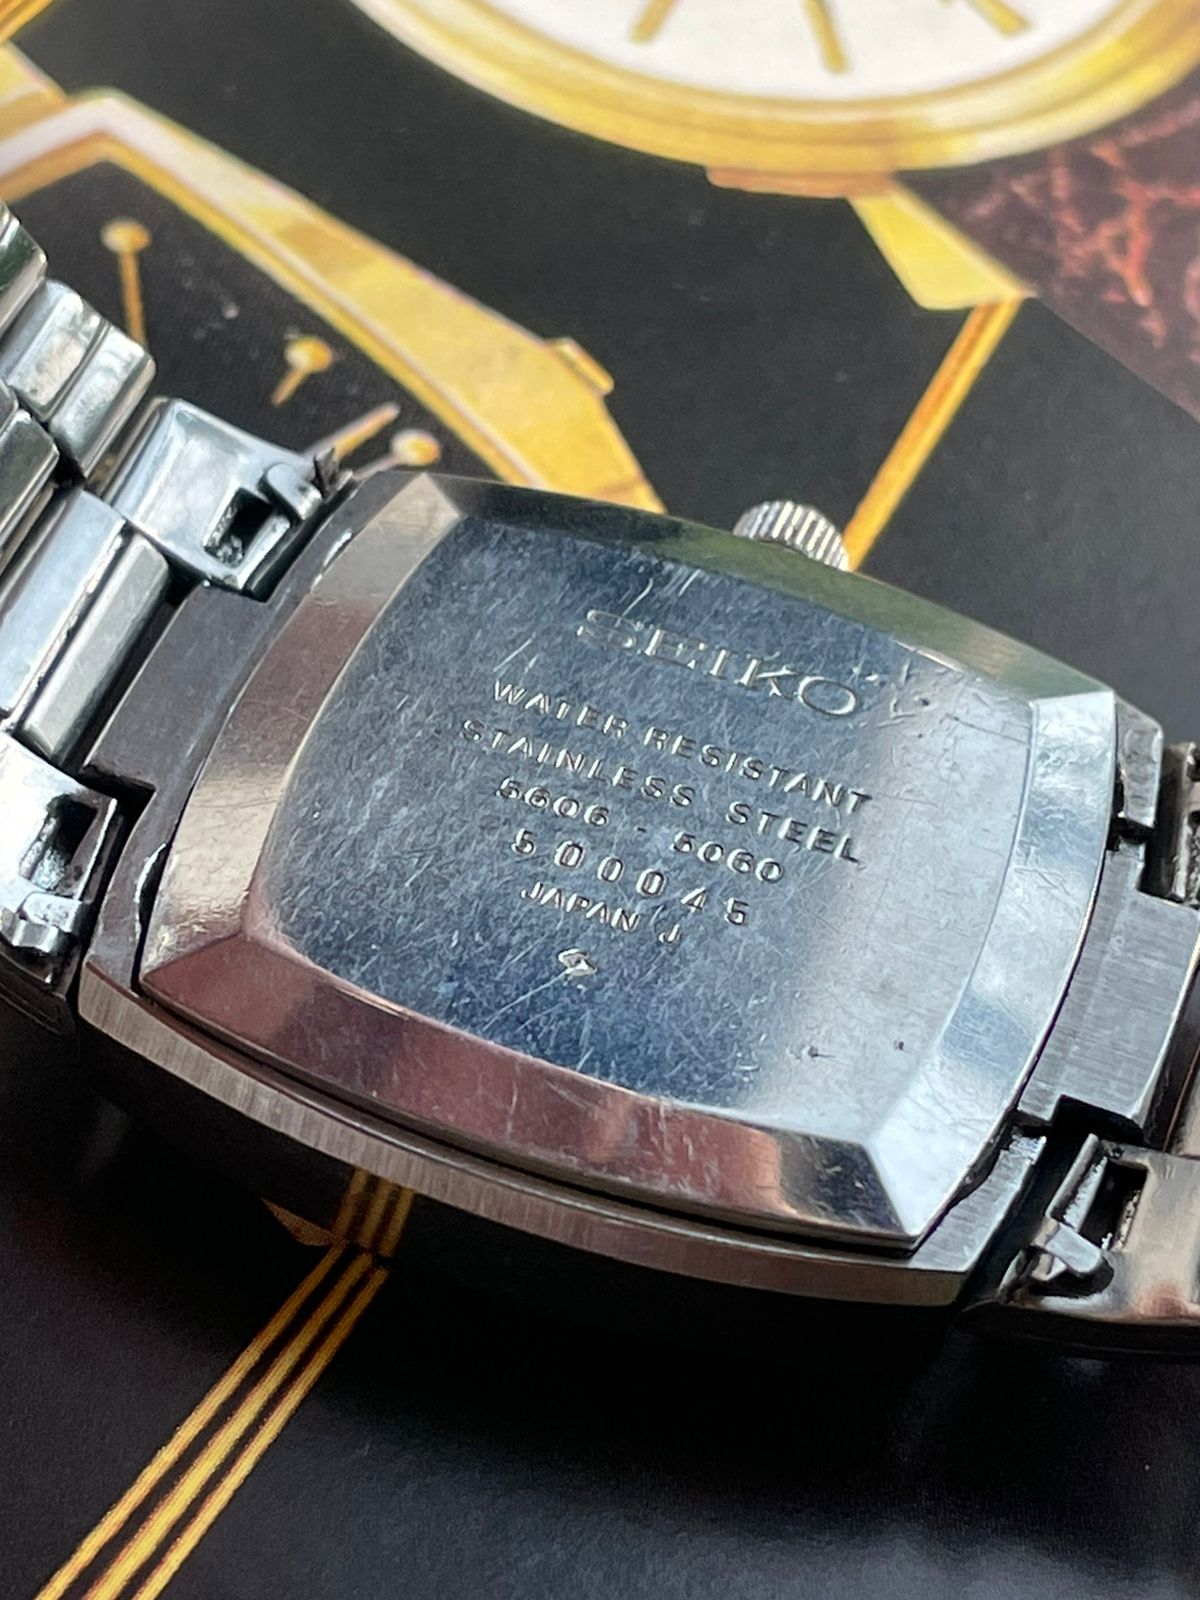 SEIKO
WATER RESISTANT
STAINLESS STEEL
5606 - 5060
500045
JAPAN J